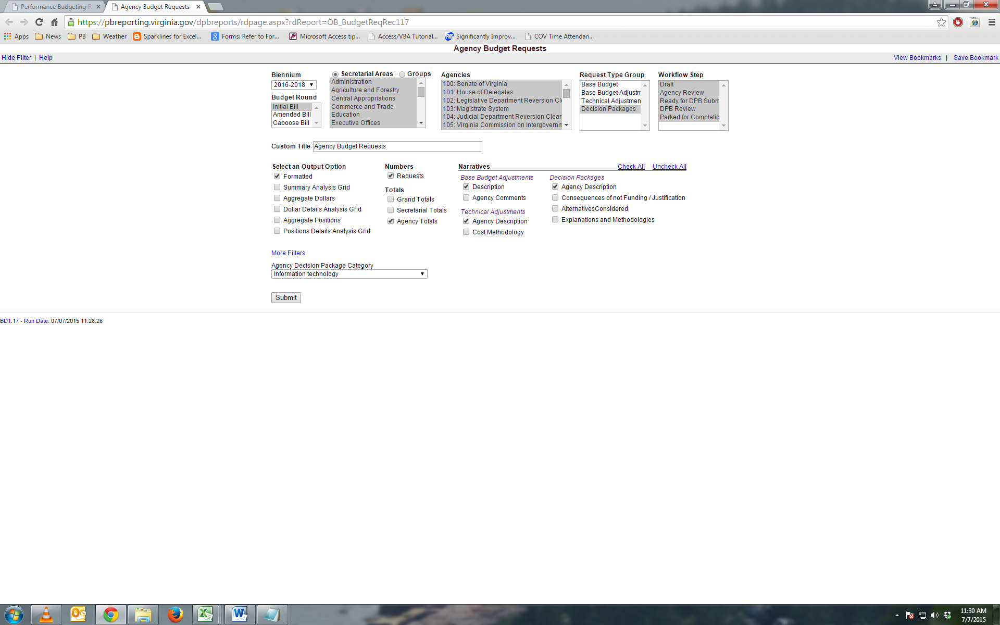 Performance Budgeting R
Agency Budget Requests
https://pbreporting.virginia.gov/dpbreports/rdpage.aspx?rdReport=OB_BudgetReqRec117
Apps News PB Weather Sparklines for Excel... Forms: Refer to For... Microsoft Access tip... Access/VBA Tutorial... Significantly Improv... COV Time Attendan...
Agency Budget Requests
Hide Filter | Help
View Bookmarks | Save Bookmark
Biennium
2016-2018
Budget Round
Initial Bill
Amended Bill
Caboose Bill
Secretarial Areas Groups
Administration
Agriculture and Forestry
Central Appropriations
Commerce and Trade
Education
Executive Offices
Agencies
100: Senate of Virginia
101: House of Delegates
102: Legislative Department Reversion Cle
103: Magistrate System
104: Judicial Department Reversion Clear
105: Virginia Commission on Intergovernm
Request Type Group
Base Budget
Base Budget Adjustm
Technical Adjustmen
Decision Packages
Workflow Step
Draft
Agency Review
Ready for DPB Subm
DPB Review
Parked for Completio
Custom Title Agency Budget Requests
Select an Output Option
Formatted
Summary Analysis Grid
Aggregate Dollars
Dollar Details Analysis Grid
Aggregate Positions
Positions Details Analysis Grid
Numbers
Requests
Totals
Grand Totals
Secretarial Totals
Agency Totals
Narratives Check All Uncheck All
Base Budget Adjustments
Description
Agency Comments
Technical Adjustments
Agency Description
Cost Methodology
Decision Packages
Agency Description
Consequences of not Funding / Justification
AlternativesConsidered
Explanations and Methodologies
More Filters
Agency Decision Package Category
Information technology
Submit
BD1.17 - Run Date: 07/07/2015 11:28:26
11:30 AM
7/7/2015